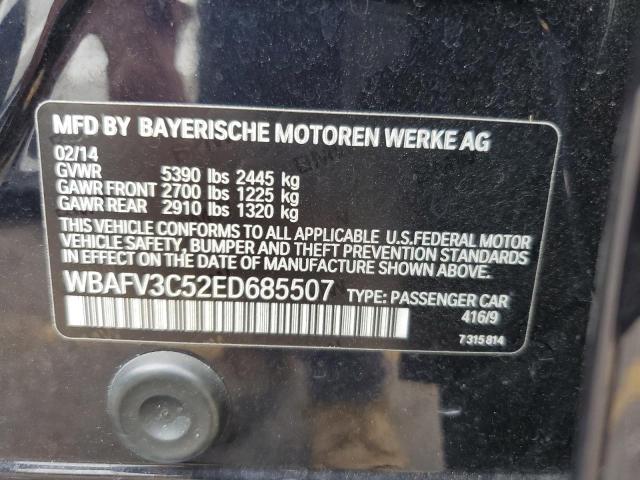 MFD BY BAYERISCHE MOTOREN WERKE AG
02/14
GVWR 5390 lbs 2445 kg
GAWR FRONT 2700 lbs 1225 kg
GAWR REAR 2910 lbs 1320 kg
THIS VEHICLE CONFORMS TO ALL APPLICABLE U.S.FEDERAL MOTOR
VEHICLE SAFETY, BUMPER AND THEFT PREVENTION STANDARDS
IN EFFECT ON THE DATE OF MANUFACTURE SHOWN ABOVE.
WBAFV3C52ED685507 TYPE: PASSENGER CAR
416/9
7315814